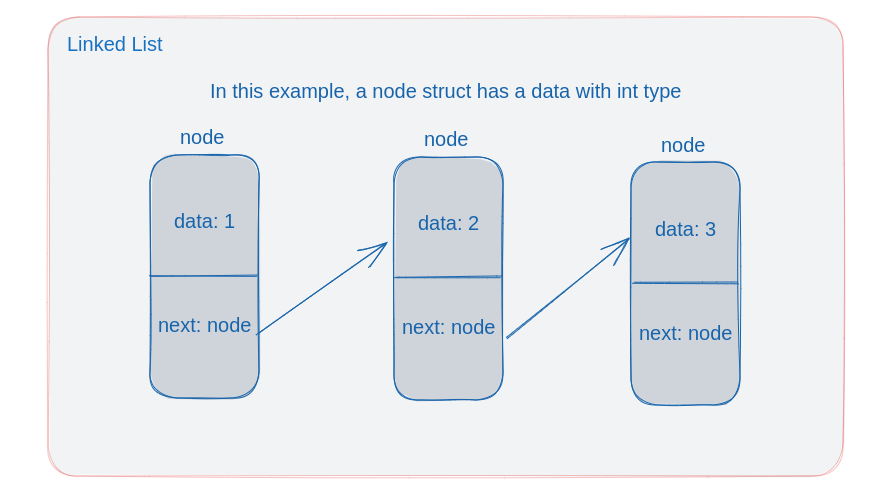 Linked List
In this example, a node struct has a data with int type
node
node
node
data: 1
data: 2
data: 3
next: node
next: node
next: node